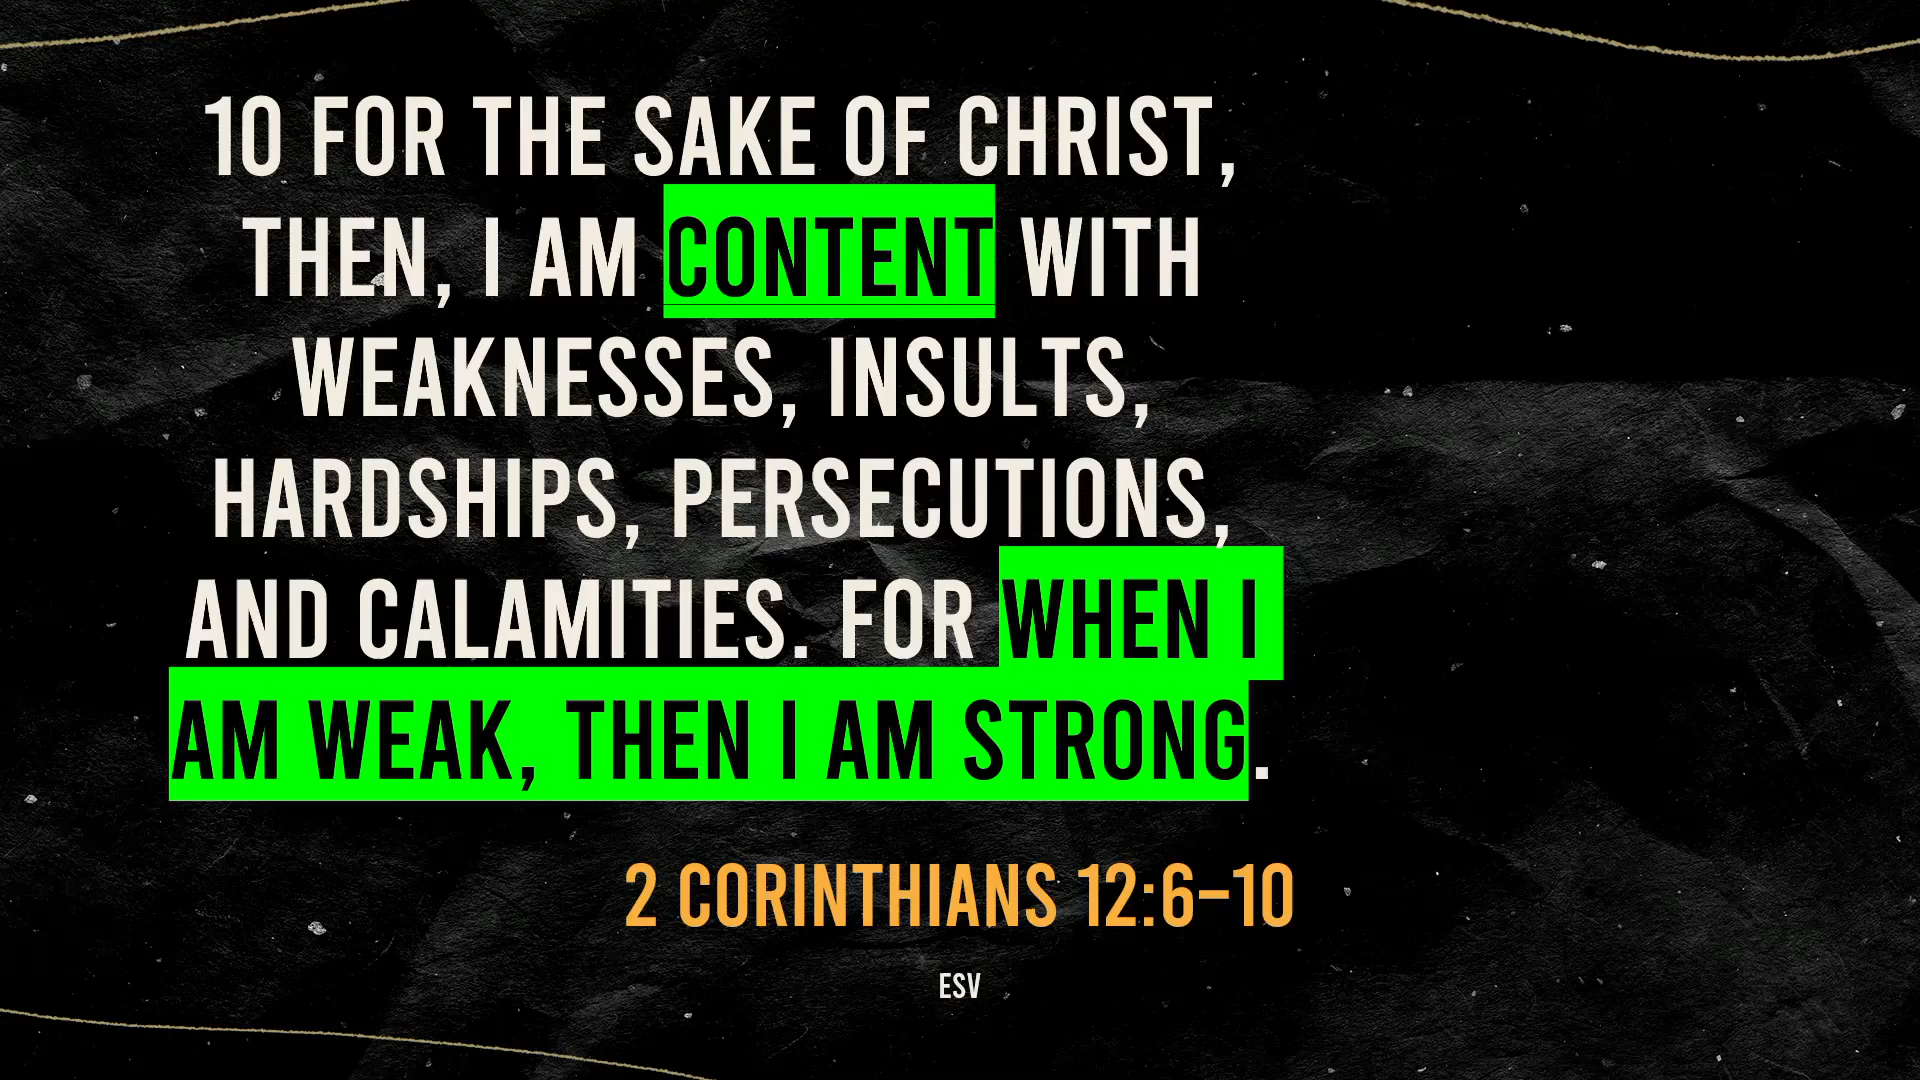 10 FOR THE SAKE OF CHRIST,
THEN, I AM CONTENT WITH
WEAKNESSES, INSULTS,
HARDSHIPS, PERSECUTIONS,
AND CALAMITIES. FOR WHEN I
AM WEAK, THEN I AM STRONG.
2 CORINTHIANS 12:6–10
ESV